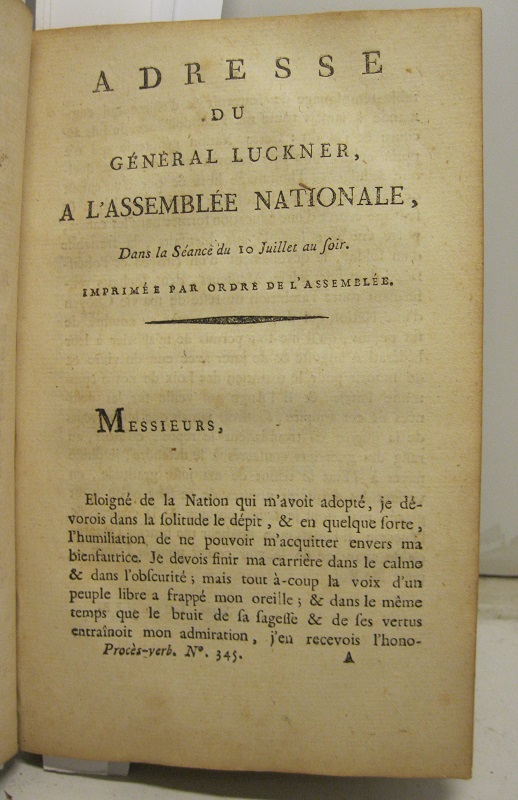 ADRESSE
DU
GÉNÉRAL LUCKNER,
A L'ASSEMBLÉE NATIONALE,
Dans la Séance du 10 Juillet au ſoir.
IMPRIMÉE PAR ORDRE DE L'ASSEMBLÉE.
MESSIEURS,
Eloigné de la Nation qui m'avoit adopté, je dé-
vorois dans la ſolitude le dépit, & en quelque ſorte,
l'humiliation de ne pouvoir m'acquitter envers ma
bienfaitrice. Je devois finir ma carrière dans le calme
& dans l'obſcurité; mais tout à-coup la voix d'un
peuple libre a frappé mon oreille; & dans le même
temps que le bruit de ſa ſageſſe & de ſes vertus
entraînoit mon admiration, j'en recevois l'hono-
Procès-verb. N°. 345. A